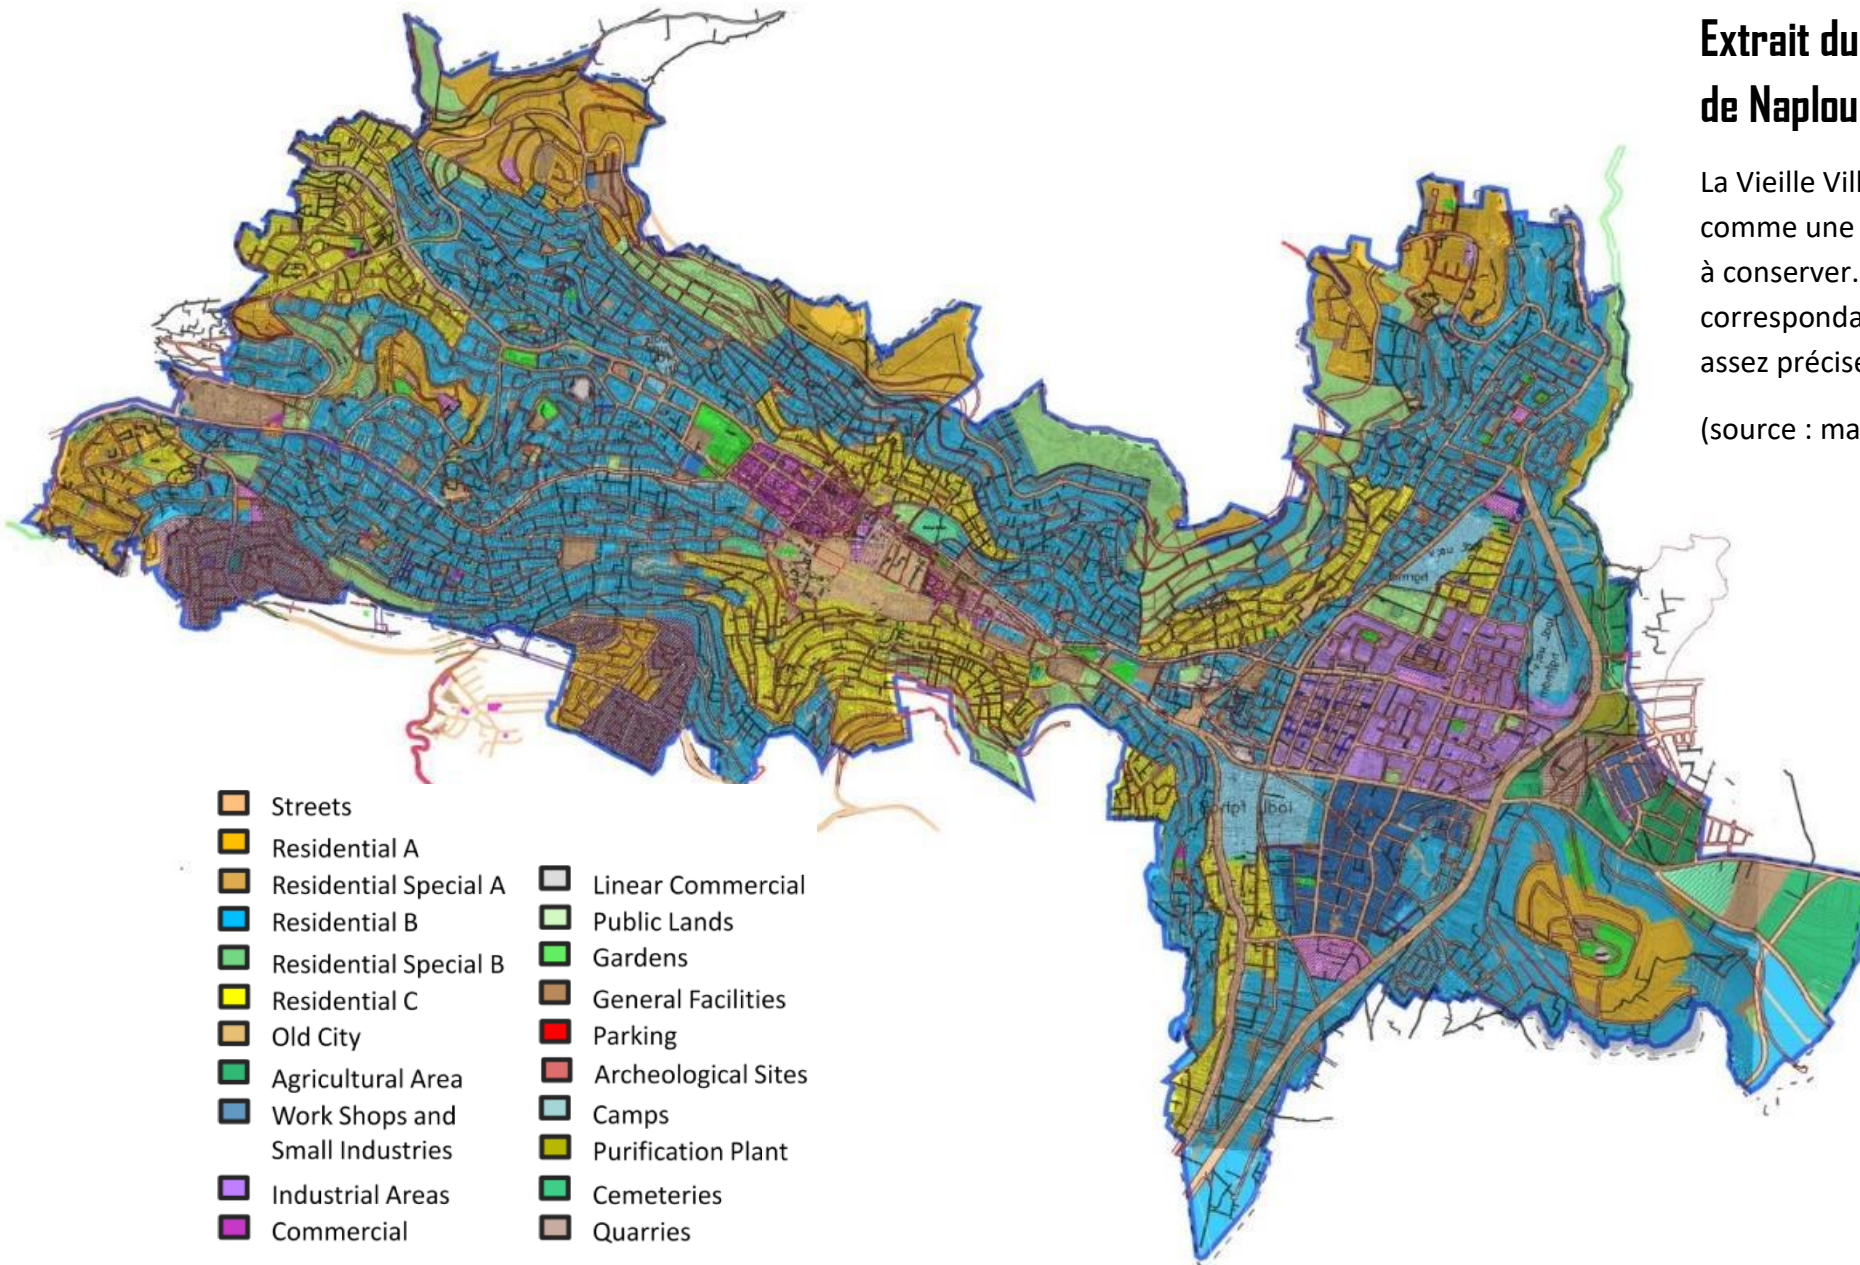 Extrait du
de Naplou
La Vieille Vill
comme une
à conserver.
corresponda
assez précise
(source : ma
Streets
Residential A
Residential Special A
Residential B
Residential Special B
Residential C
Old City
Agricultural Area
Work Shops and
Small Industries
Industrial Areas
Commercial
Linear Commercial
Public Lands
Gardens
General Facilities
Parking
Archeological Sites
Camps
Purification Plant
Cemeteries
Quarries